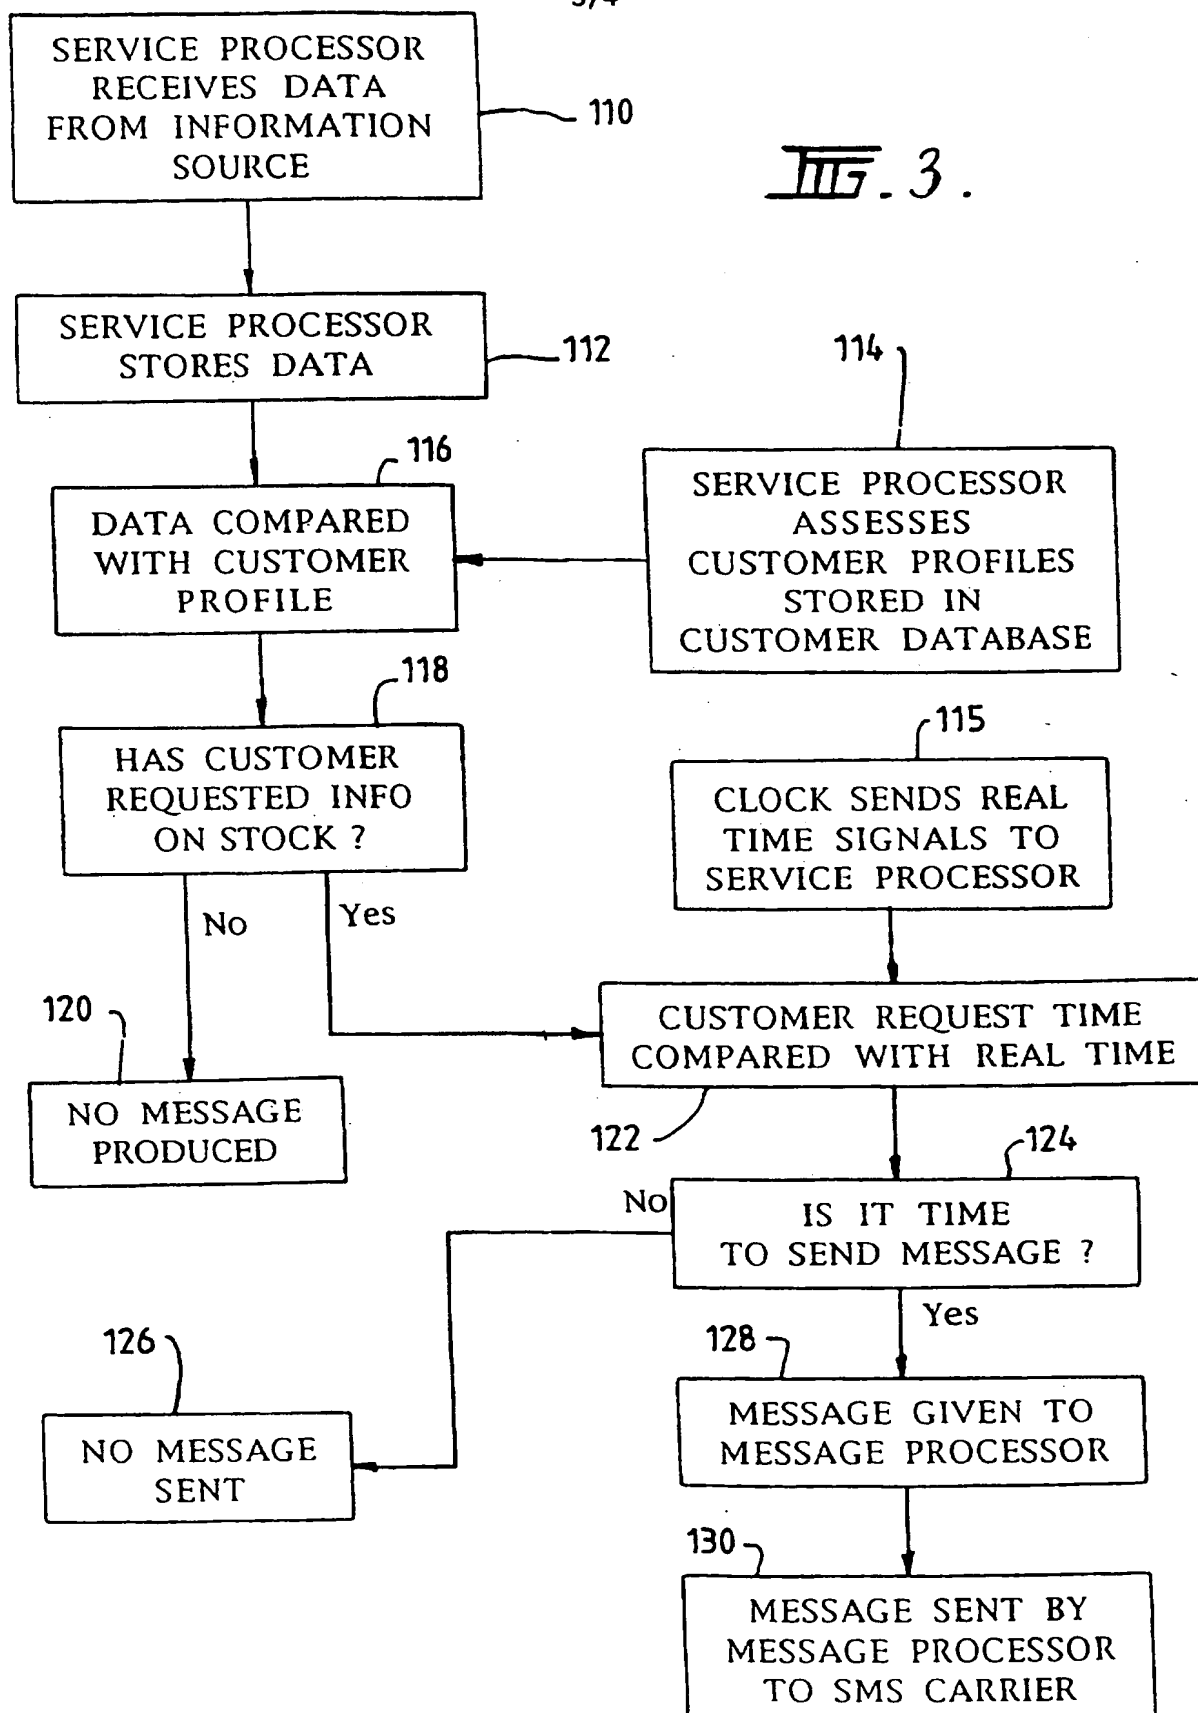 3/4
SERVICE PROCESSOR
RECEIVES DATA
FROM INFORMATION
SOURCE
110
FIG. 3.
SERVICE PROCESSOR
STORES DATA
112
114
116
DATA COMPARED
WITH CUSTOMER
PROFILE
SERVICE PROCESSOR
ASSESSES
CUSTOMER PROFILES
STORED IN
CUSTOMER DATABASE
118
HAS CUSTOMER
REQUESTED INFO
ON STOCK ?
115
CLOCK SENDS REAL
TIME SIGNALS TO
SERVICE PROCESSOR
No
Yes
120
NO MESSAGE
PRODUCED
CUSTOMER REQUEST TIME
COMPARED WITH REAL TIME
122
124
No
IS IT TIME
TO SEND MESSAGE ?
Yes
126
NO MESSAGE
SENT
128
MESSAGE GIVEN TO
MESSAGE PROCESSOR
130
MESSAGE SENT BY
MESSAGE PROCESSOR
TO SMS CARRIER